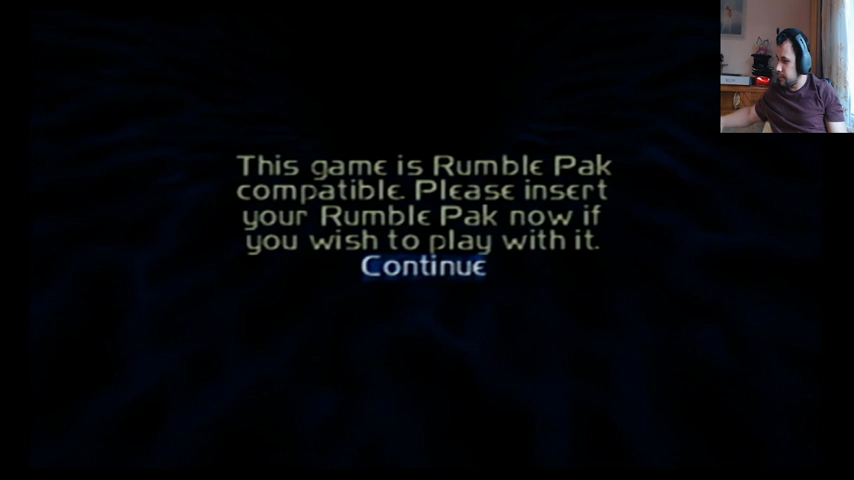 This game is Rumble Pak
compatible. Please insert
your Rumble Pak now if
you wish to play with it.
Continue